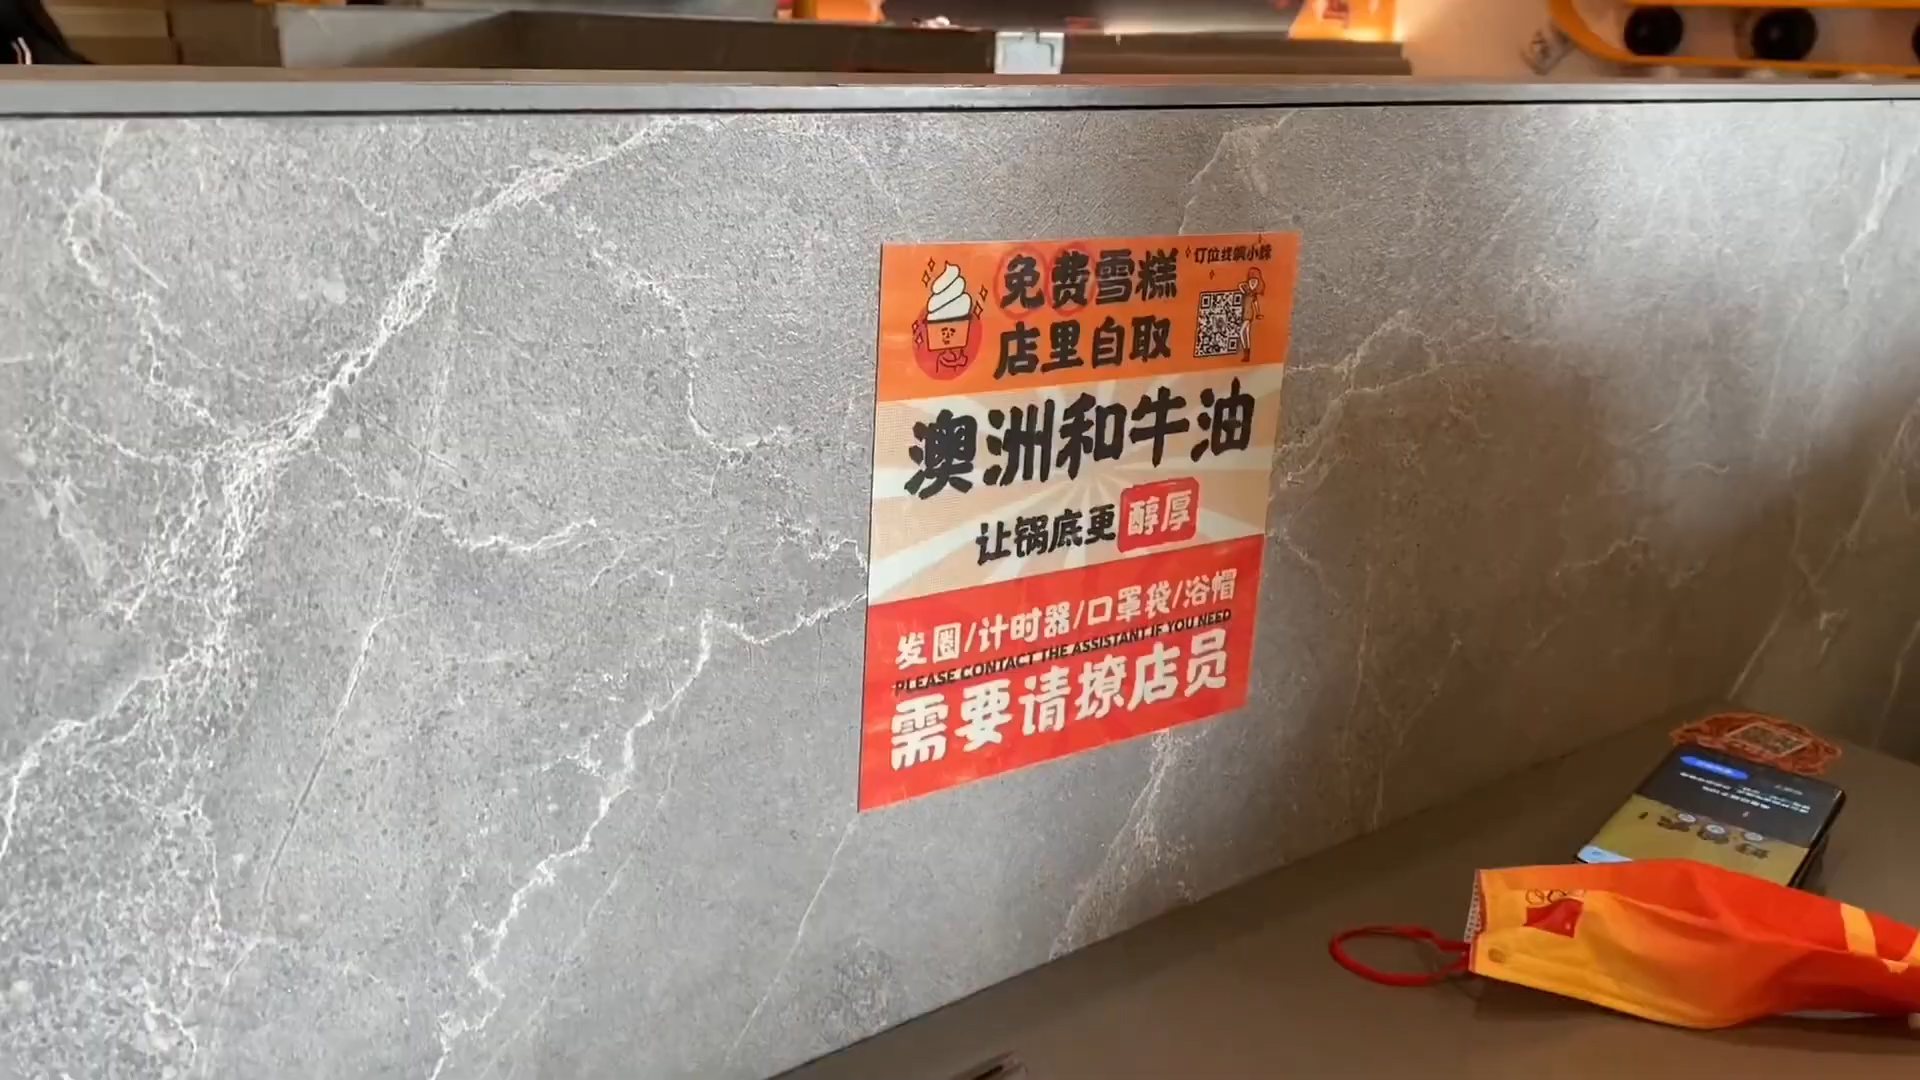 免费雪糕
店里自取
订位找喎小妹
澳洲和牛油
让锅底更醇厚
发圈/计时器/口罩袋/浴帽
PLEASE CONTACT THE ASSISTANT IF YOU NEED
需要请撩店员